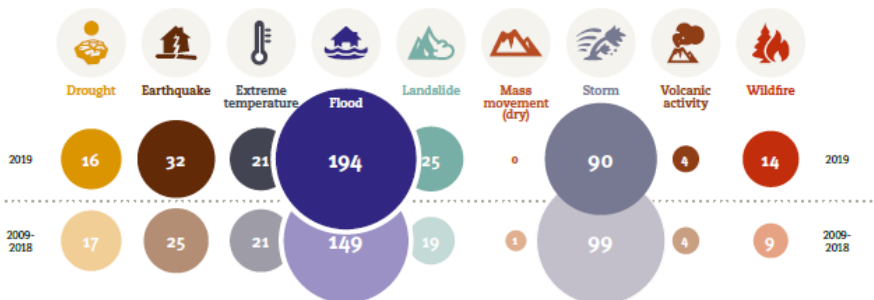 Drought Earthquake Extreme temperature Flood Landslide Mass movement (dry) Storm Volcanic activity Wildfire
2019 16 32 21 194 25 0 90 4 14 2019
2009-2018 17 25 21 149 19 1 99 4 9 2009-2018